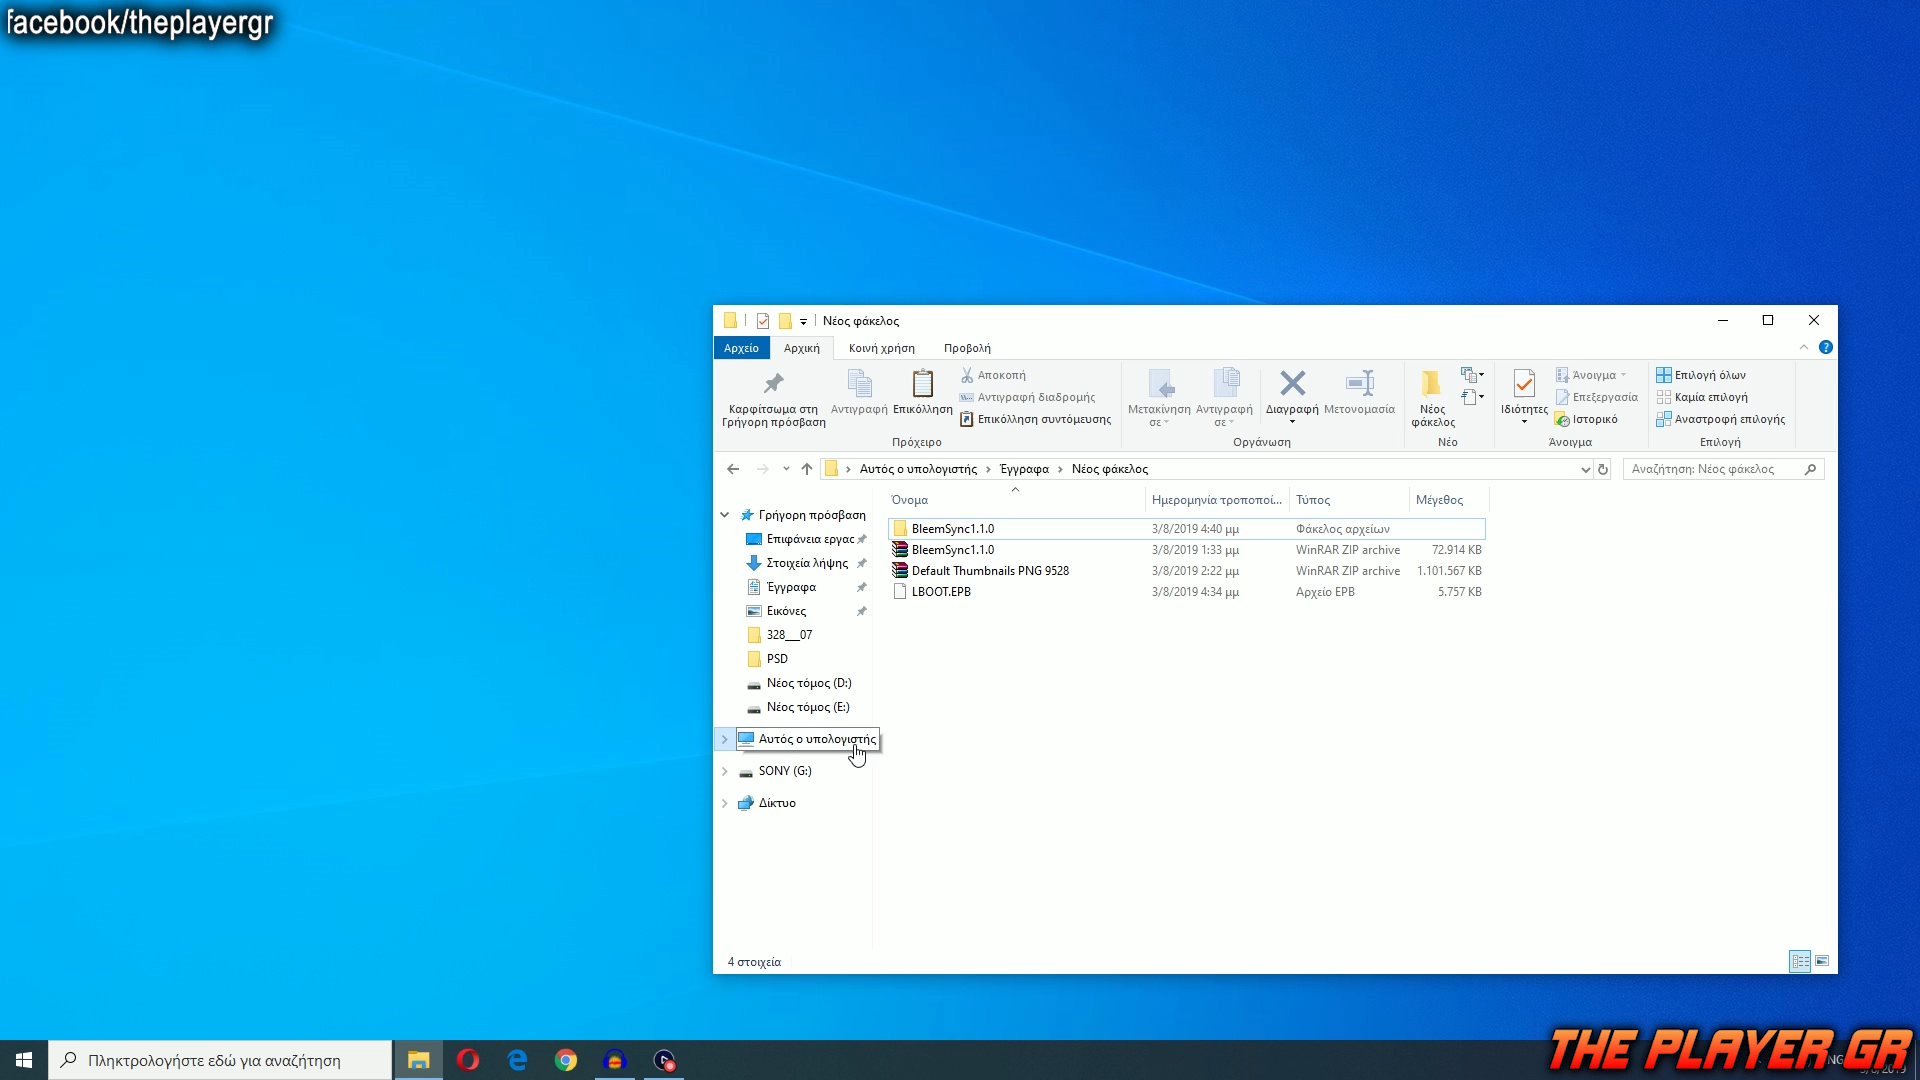 facebook/theplayergr
Νέος φάκελος
Αρχείο Αρχική Κοινή χρήση Προβολή
Καρφίτσωμα στη Γρήγορη πρόσβαση
Αντιγραφή
Επικόλληση
Αποκοπή
Αντιγραφή διαδρομής
Επικόλληση συντόμευσης
Πρόχειρο
Μετακίνηση σε
Αντιγραφή σε
Διαγραφή
Μετονομασία
Οργάνωση
Νέος φάκελος
Νέο
Ιδιότητες
Άνοιγμα
Επεξεργασία
Ιστορικό
Άνοιγμα
Επιλογή όλων
Καμία επιλογή
Αναστροφή επιλογής
Επιλογή
Αυτός ο υπολογιστής Έγγραφα Νέος φάκελος
Αναζήτηση: Νέος φάκελος
Γρήγορη πρόσβαση
Επιφάνεια εργας
Στοιχεία λήψης
Έγγραφα
Εικόνες
328__07
PSD
Νέος τόμος (D:)
Νέος τόμος (E:)
Αυτός ο υπολογιστής
SONY (G:)
Δίκτυο
Όνομα Ημερομηνία τροποποί... Τύπος Μέγεθος
BleemSync1.1.0 3/8/2019 4:40 μμ Φάκελος αρχείων
BleemSync1.1.0 3/8/2019 1:33 μμ WinRAR ZIP archive 72.914 KB
Default Thumbnails PNG 9528 3/8/2019 2:22 μμ WinRAR ZIP archive 1.101.567 KB
LBOOT.EPB 3/8/2019 4:34 μμ Αρχείο EPB 5.757 KB
4 στοιχεία
Πληκτρολογήστε εδώ για αναζήτηση
THE PLAYER GR